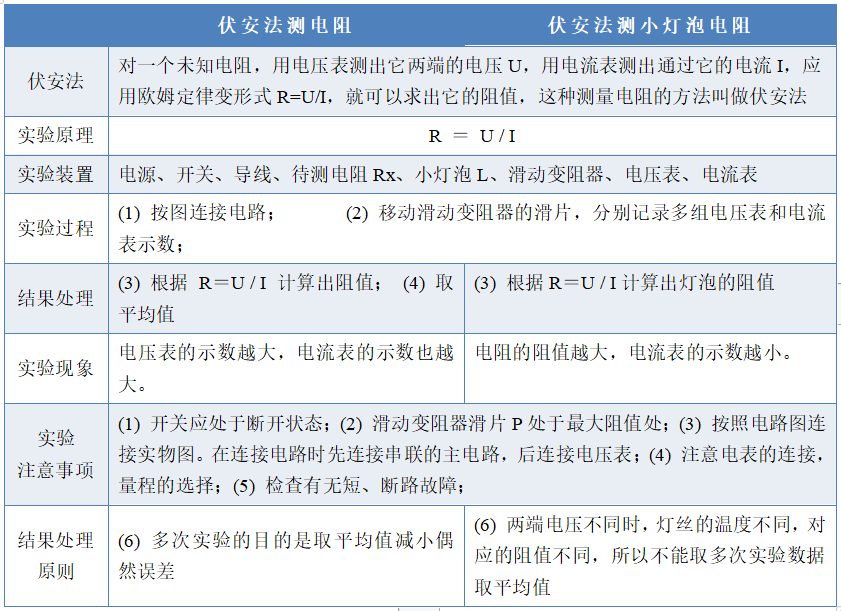 伏安法测电阻 伏安法测小灯泡电阻
伏安法
对一个未知电阻，用电压表测出它两端的电压 U，用电流表测出通过它的电流 I，应
用欧姆定律变形式 R=U/I，就可以求出它的阻值，这种测量电阻的方法叫做伏安法
实验原理
R ＝ U / I
实验装置
电源、开关、导线、待测电阻 Rx、小灯泡 L、滑动变阻器、电压表、电流表
实验过程
(1) 按图连接电路； (2) 移动滑动变阻器的滑片，分别记录多组电压表和电流
表示数；
结果处理
(3) 根据 R＝U / I 计算出阻值； (4) 取
平均值
(3) 根据 R＝U / I 计算出灯泡的阻值
实验现象
电压表的示数越大，电流表的示数也越
大。
电阻的阻值越大，电流表的示数越小。
实验
注意事项
(1) 开关应处于断开状态；(2) 滑动变阻器滑片 P 处于最大阻值处；(3) 按照电路图连
接实物图。在连接电路时先连接串联的主电路，后连接电压表；(4) 注意电表的连接，
量程的选择；(5) 检查有无短、断路故障；
结果处理
原则
(6) 多次实验的目的是取平均值减小偶
然误差
(6) 两端电压不同时，灯丝的温度不同，对
应的阻值不同，所以不能取多次实验数据
取平均值